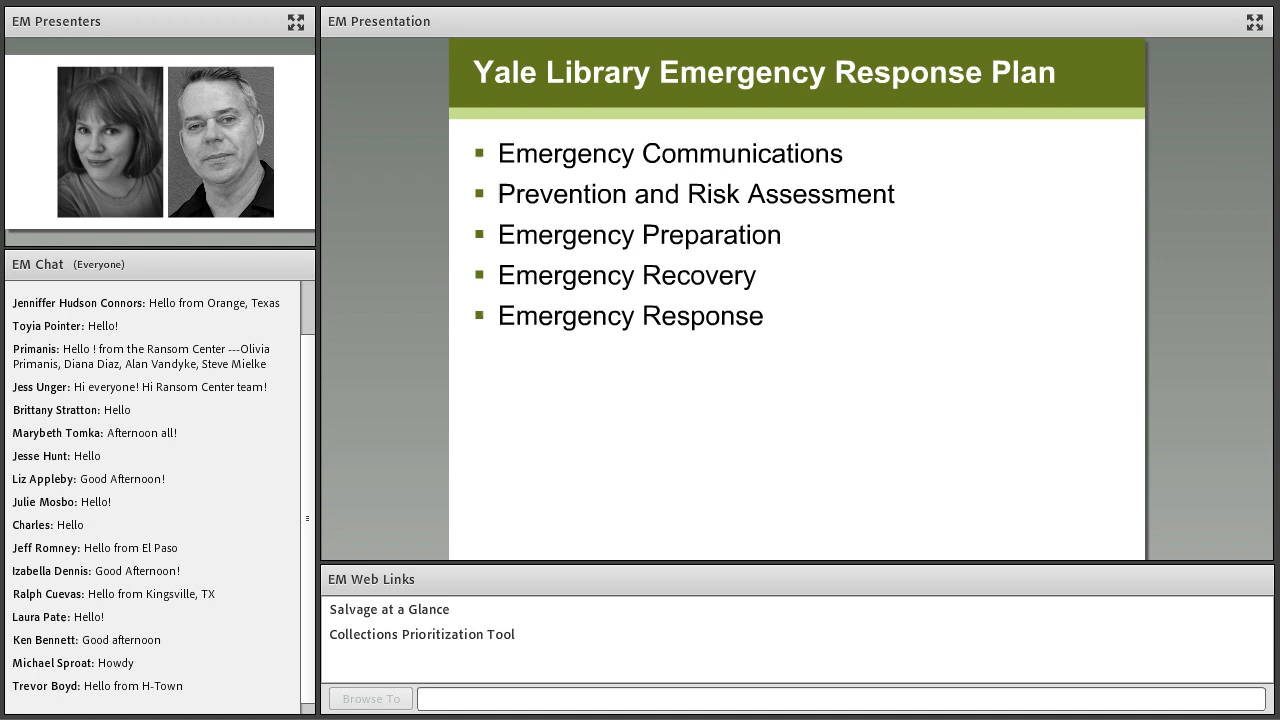 EM Presenters
EM Chat (Everyone)
Jenniffer Hudson Connors: Hello from Orange, Texas
Toyia Pointer: Hello!
Primanis: Hello ! from the Ransom Center ---Olivia
Primanis, Diana Diaz, Alan Vandyke, Steve Mielke
Jess Unger: Hi everyone! Hi Ransom Center team!
Brittany Stratton: Hello
Marybeth Tomka: Afternoon all!
Jesse Hunt: Hello
Liz Appleby: Good Afternoon!
Julie Mosbo: Hello!
Charles: Hello
Jeff Romney: Hello from El Paso
Izabella Dennis: Good Afternoon!
Ralph Cuevas: Hello from Kingsville, TX
Laura Pate: Hello!
Ken Bennett: Good afternoon
Michael Sproat: Howdy
Trevor Boyd: Hello from H-Town
EM Presentation
Yale Library Emergency Response Plan
Emergency Communications
Prevention and Risk Assessment
Emergency Preparation
Emergency Recovery
Emergency Response
EM Web Links
Salvage at a Glance
Collections Prioritization Tool
Browse To